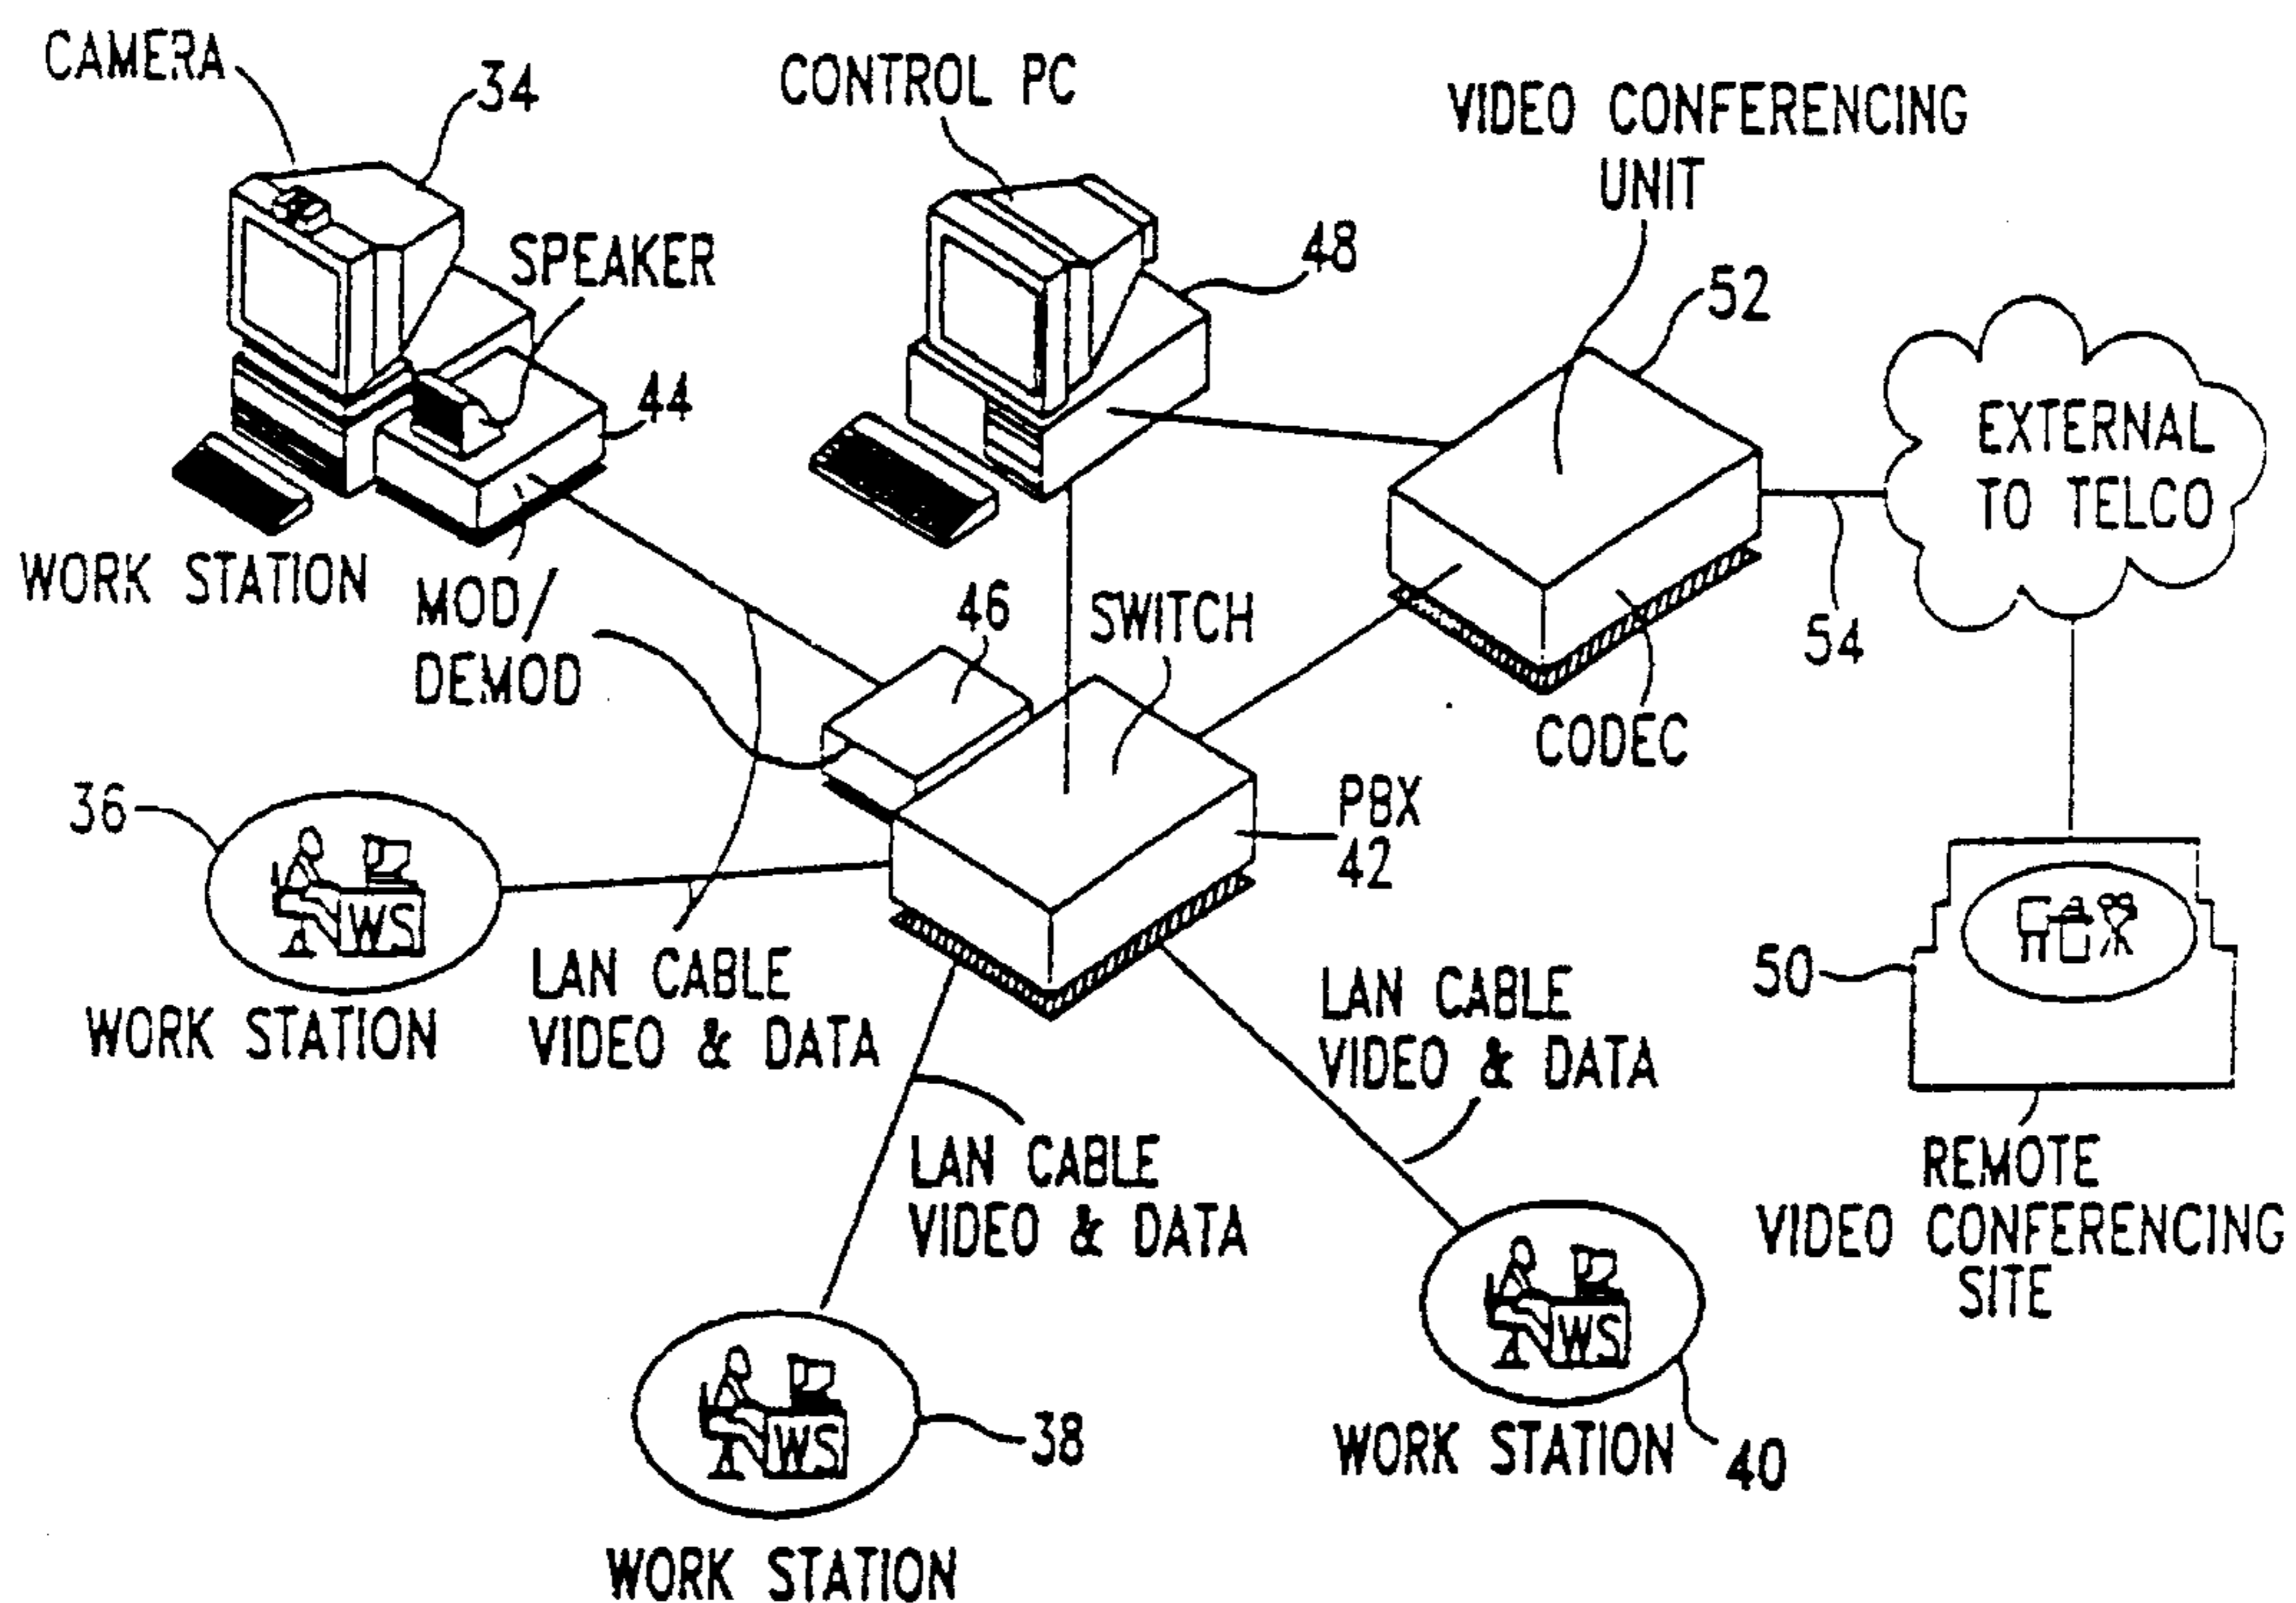 CAMERA
34
CONTROL PC
VIDEO CONFERENCING
UNIT
SPEAKER
48
52
44
EXTERNAL
TO TELCO
WORK STATION
MOD/
DEMOD
46
SWITCH
54
CODEC
36
PBX
42
WS
WORK STATION
LAN CABLE
VIDEO & DATA
LAN CABLE
VIDEO & DATA
50
LAN CABLE
VIDEO & DATA
REMOTE
VIDEO CONFERENCING
SITE
WS
WORK STATION
40
WS
38
WORK STATION